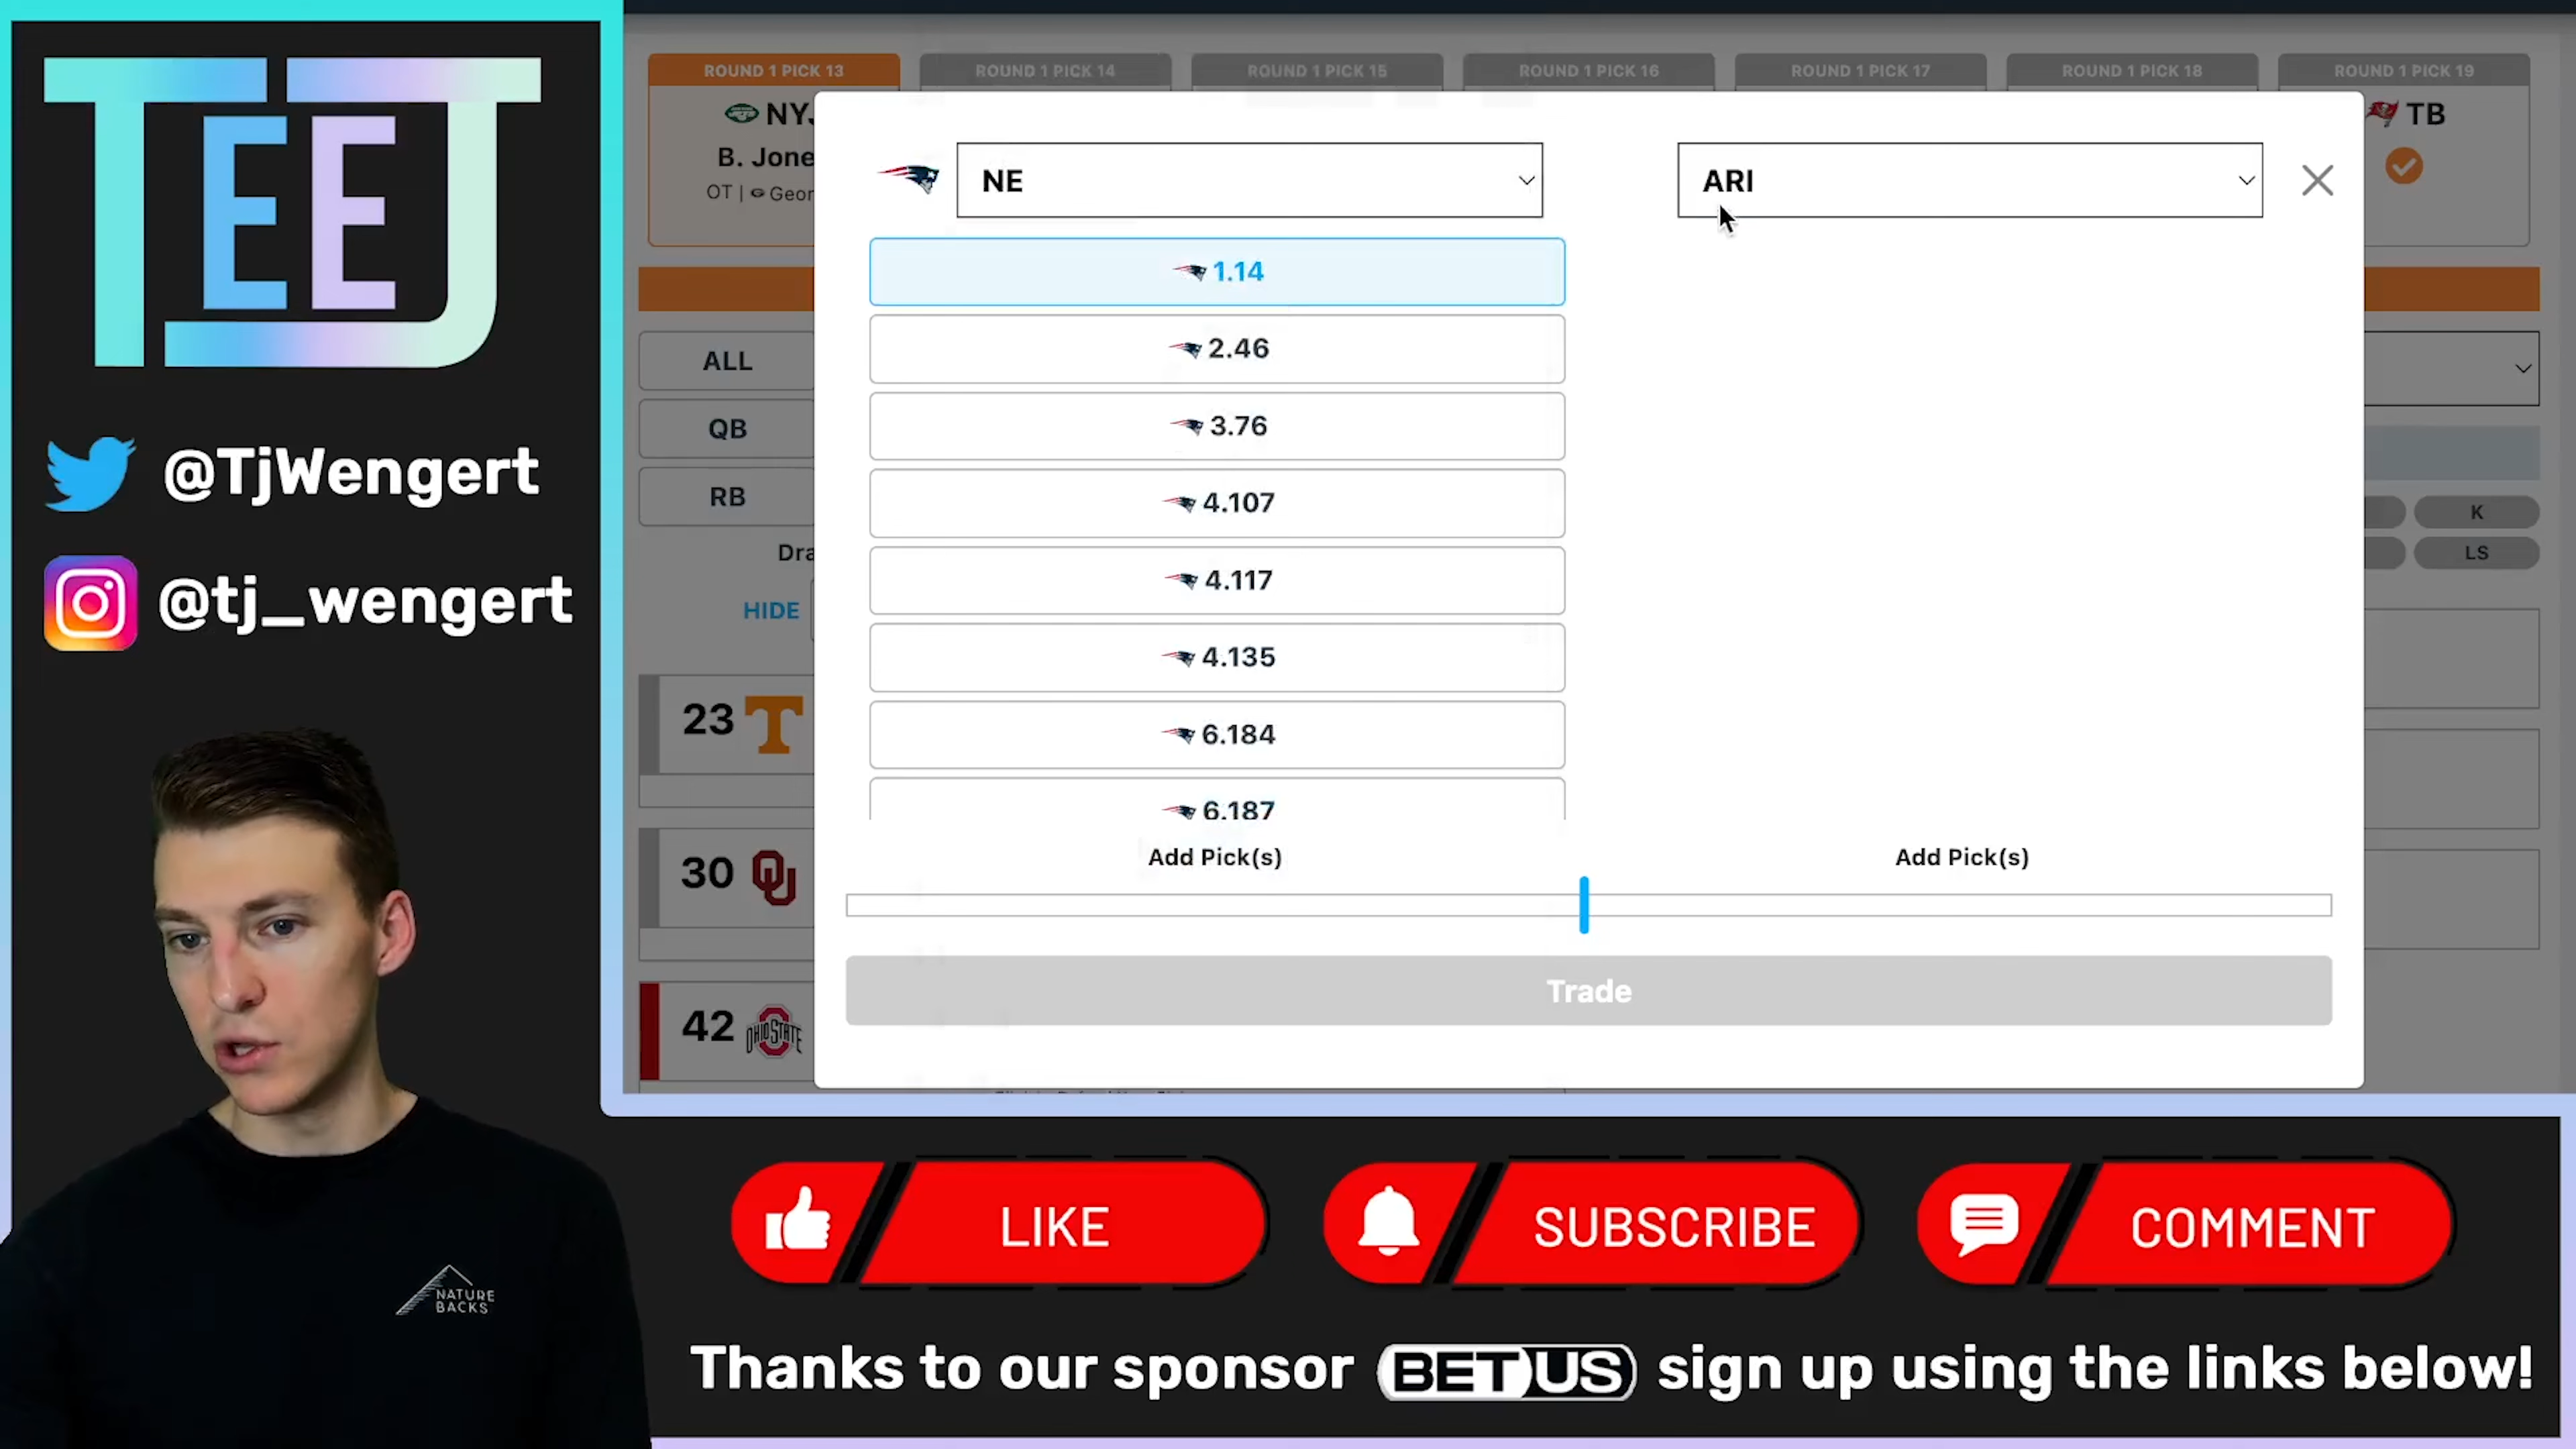 TEEJ
@TjWengert
@tj_wengert
NATURE
BACKS
ROUND 1 PICK 13
ROUND 1 PICK 14
ROUND 1 PICK 15
ROUND 1 PICK 16
ROUND 1 PICK 17
ROUND 1 PICK 18
ROUND 1 PICK 19
NYJ
B. Jone
OT | Geor
TB
NE
ARI
1.14
2.46
3.76
4.107
4.117
4.135
6.184
6.187
ALL
QB
RB
Dra
HIDE
K
LS
23 T
30 OU
42 OHIO STATE
Add Pick(s)
Add Pick(s)
Trade
LIKE
SUBSCRIBE
COMMENT
Thanks to our sponsor BETUS sign up using the links below!